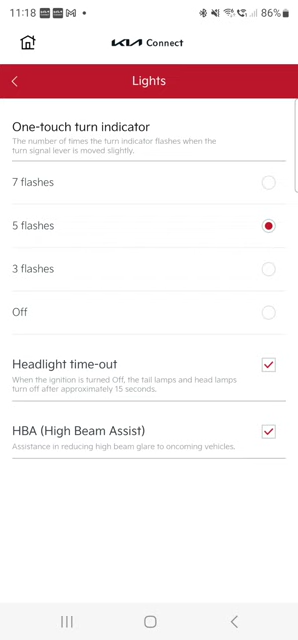 11:18
86%
KIA Connect
Lights
One-touch turn indicator
The number of times the turn indicator flashes when the
turn signal lever is moved slightly.
7 flashes
5 flashes
3 flashes
Off
Headlight time-out
When the ignition is turned Off, the tail lamps and head lamps
turn off after approximately 15 seconds.
HBA (High Beam Assist)
Assistance in reducing high beam glare to oncoming vehicles.